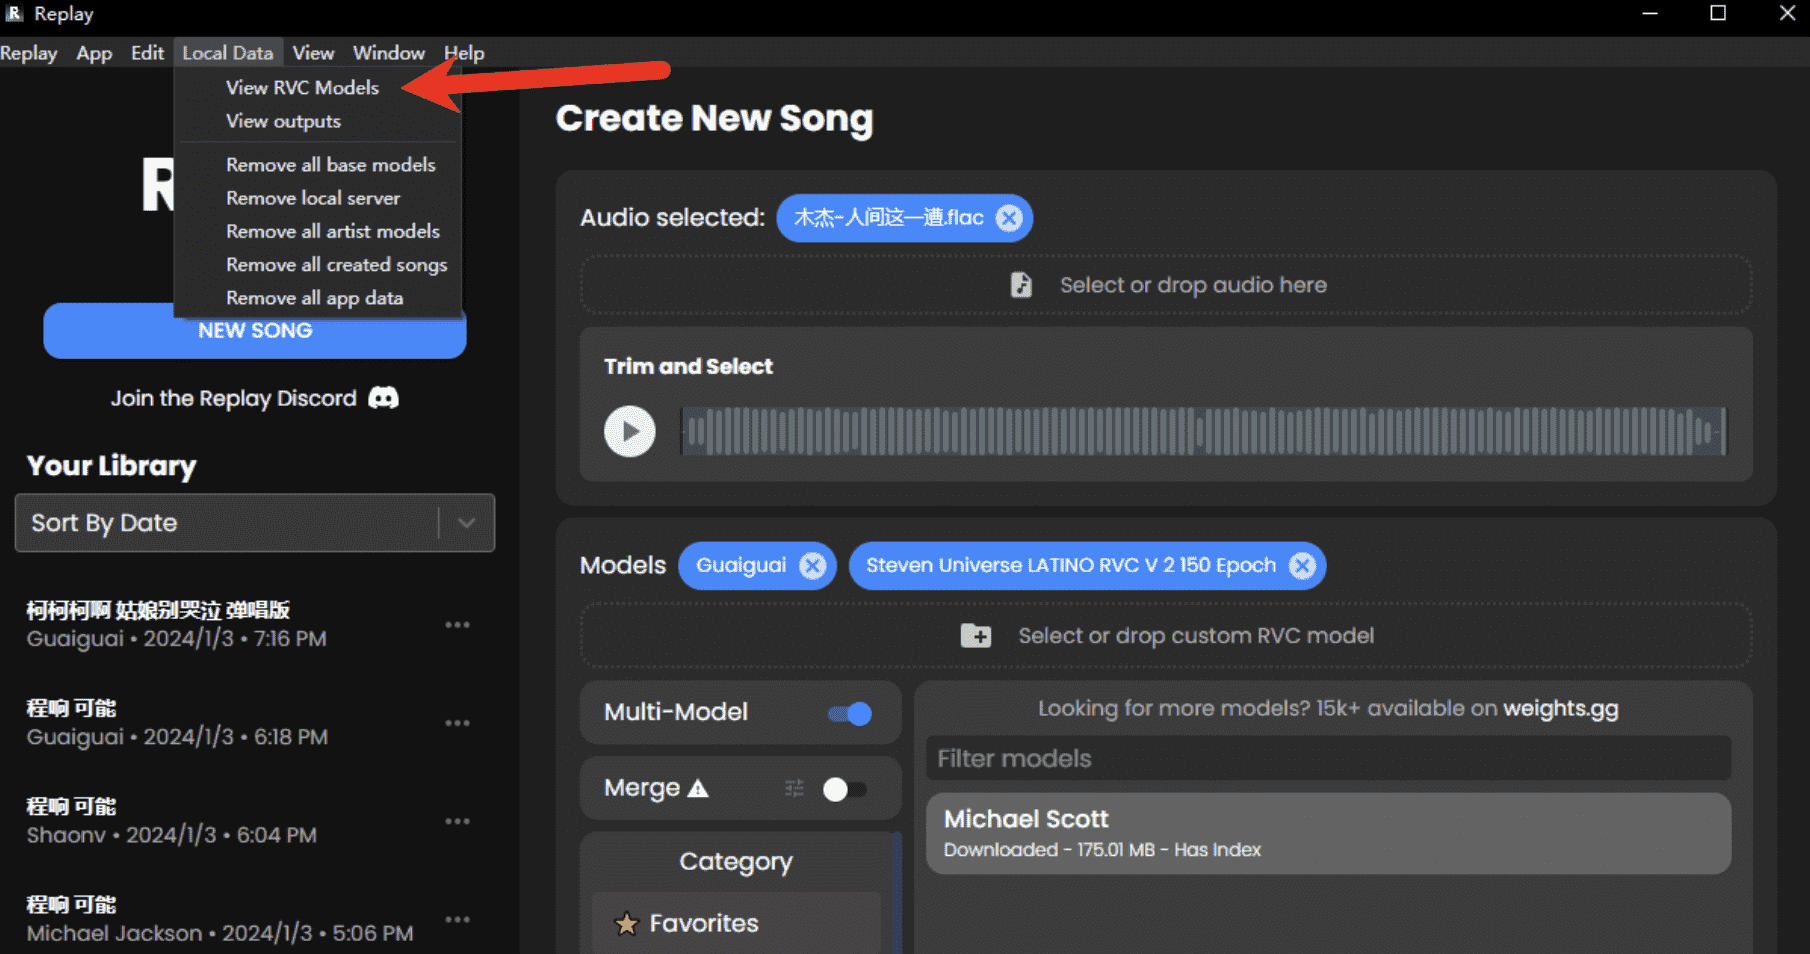 Replay
Replay App Edit Local Data View Window Help
View RVC Models
View outputs
Remove all base models
Remove local server
Remove all artist models
Remove all created songs
Remove all app data
R
NEW SONG
Join the Replay Discord
Your Library
Sort By Date
柯柯柯啊 姑娘别哭泣 弹唱版
Guaiguai • 2024/1/3 • 7:16 PM
程响 可能
Guaiguai • 2024/1/3 • 6:18 PM
程响 可能
Shaonv • 2024/1/3 • 6:04 PM
程响 可能
Michael Jackson • 2024/1/3 • 5:06 PM
Create New Song
Audio selected: 木杰-人间这一遭.flac
Select or drop audio here
Trim and Select
Models Guaiguai Steven Universe LATINO RVC V 2 150 Epoch
Select or drop custom RVC model
Multi-Model
Merge
Category
Favorites
Looking for more models? 15k+ available on weights.gg
Filter models
Michael Scott
Downloaded - 175.01 MB - Has Index